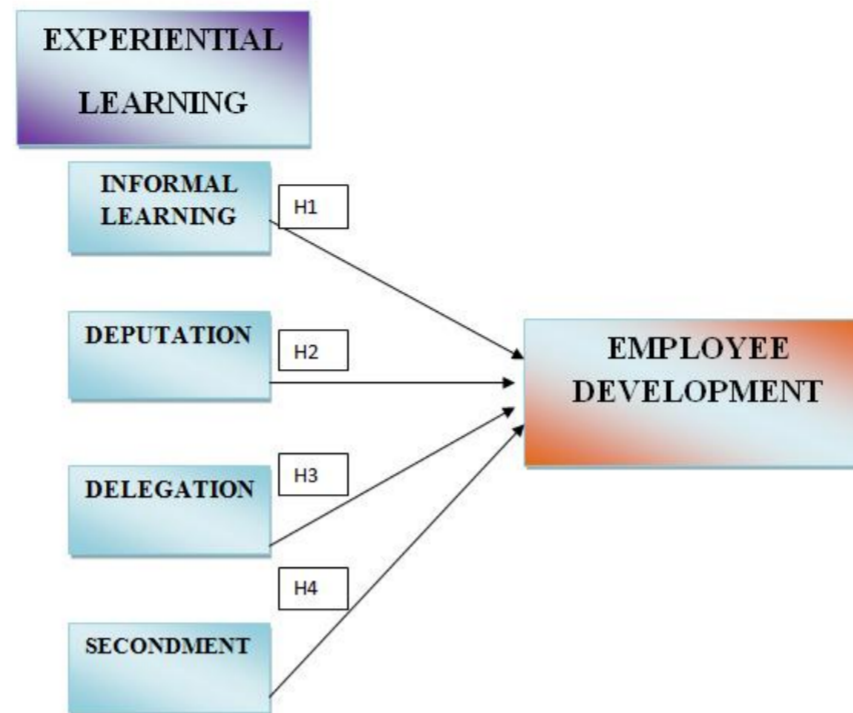 EXPERIENTIAL
LEARNING
INFORMAL
LEARNING
H1
DEPUTATION
H2
EMPLOYEE
DEVELOPMENT
DELEGATION
H3
H4
SECONDMENT